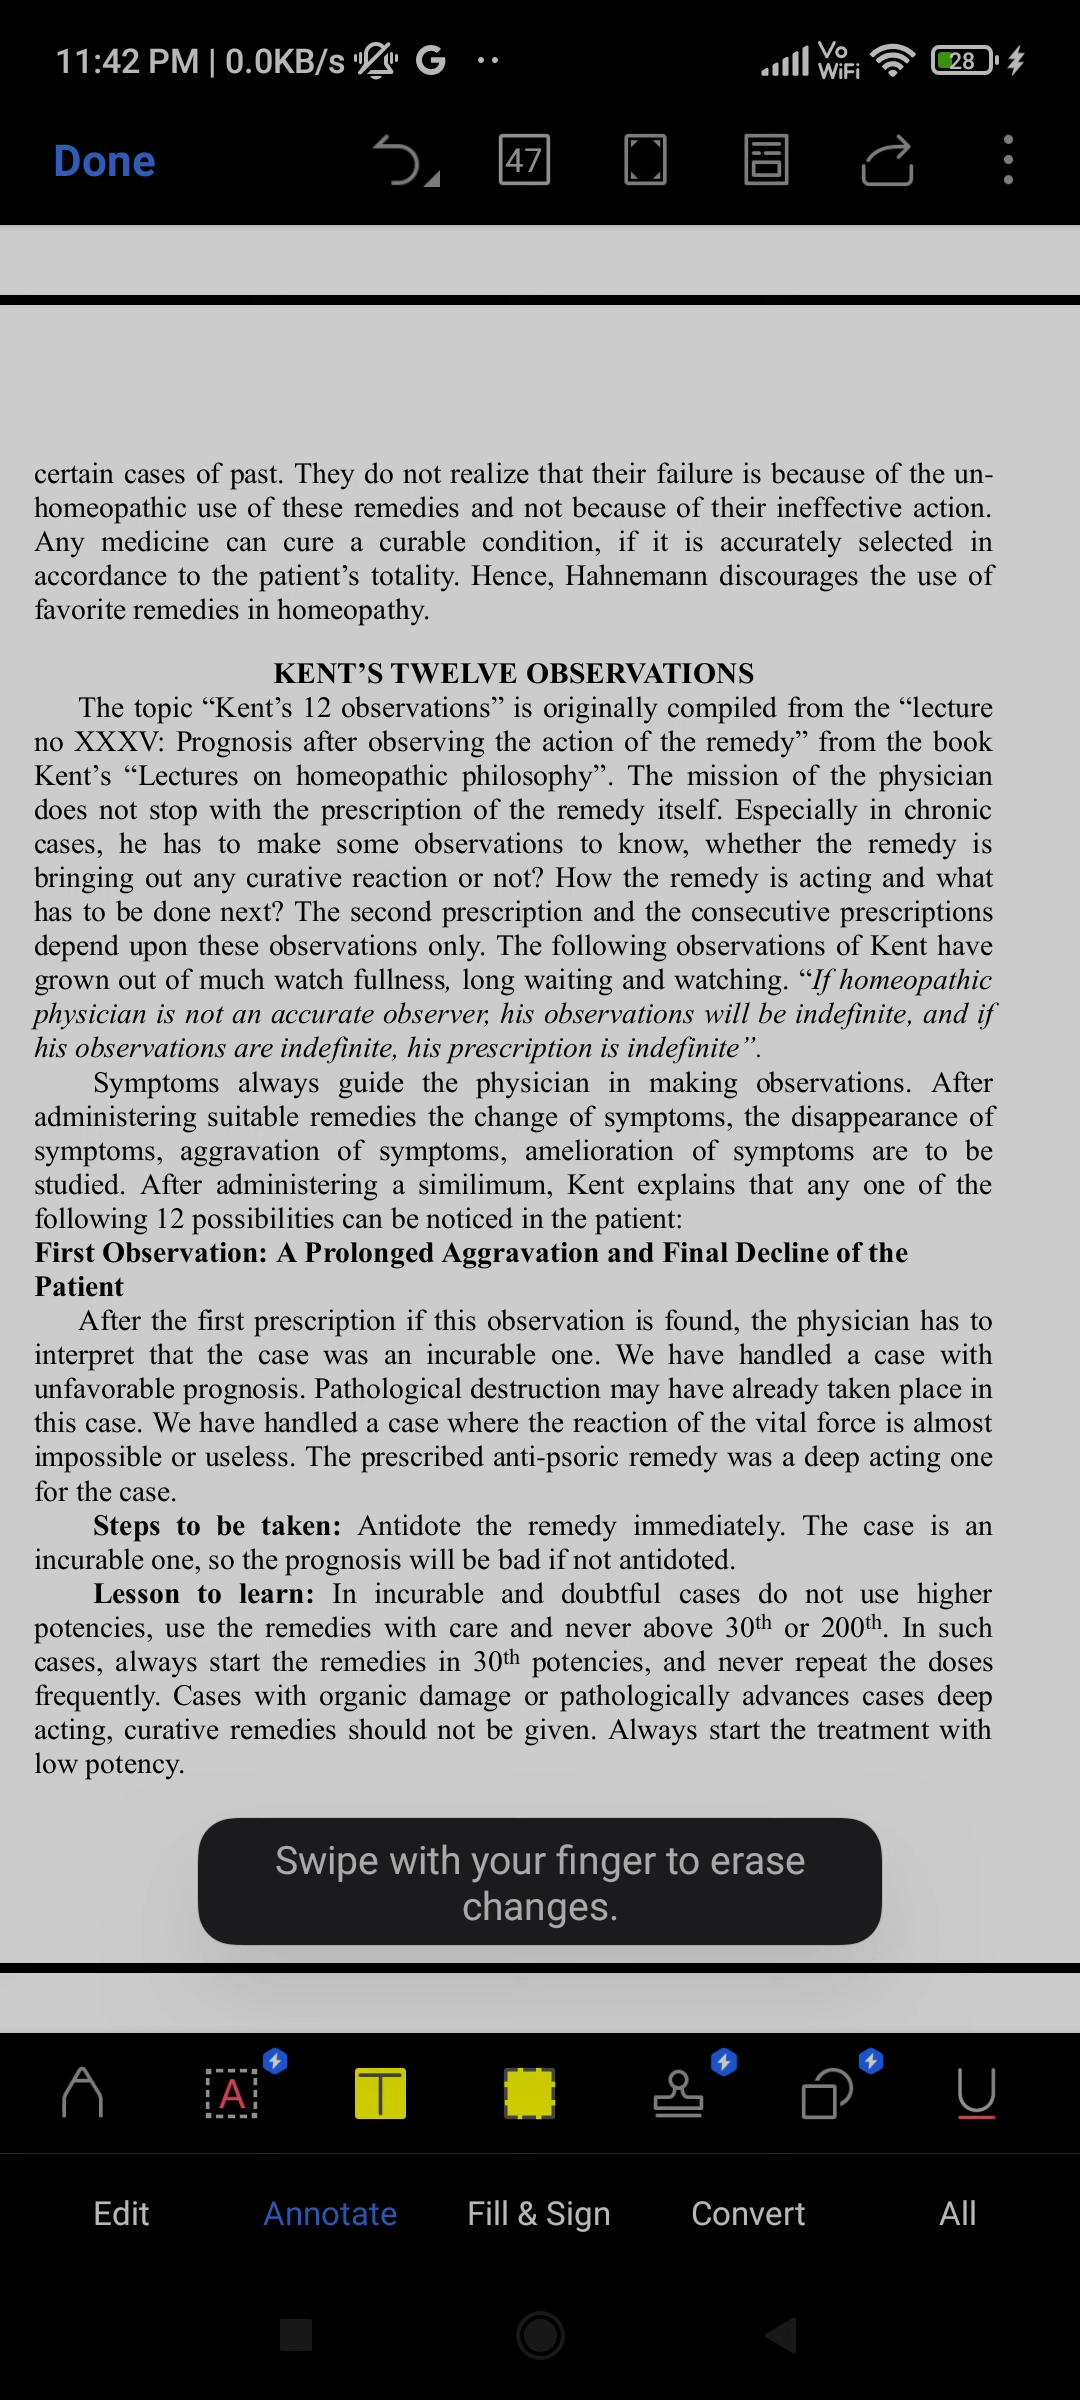 11:42 PM | 0.0KB/s G ··
Vo
WiFi
28
Done
47
certain cases of past. They do not realize that their failure is because of the un-
homeopathic use of these remedies and not because of their ineffective action.
Any medicine can cure a curable condition, if it is accurately selected in
accordance to the patient’s totality. Hence, Hahnemann discourages the use of
favorite remedies in homeopathy.
KENT’S TWELVE OBSERVATIONS
The topic “Kent’s 12 observations” is originally compiled from the “lecture
no XXXV: Prognosis after observing the action of the remedy” from the book
Kent’s “Lectures on homeopathic philosophy”. The mission of the physician
does not stop with the prescription of the remedy itself. Especially in chronic
cases, he has to make some observations to know, whether the remedy is
bringing out any curative reaction or not? How the remedy is acting and what
has to be done next? The second prescription and the consecutive prescriptions
depend upon these observations only. The following observations of Kent have
grown out of much watch fullness, long waiting and watching. “If homeopathic
physician is not an accurate observer, his observations will be indefinite, and if
his observations are indefinite, his prescription is indefinite”.
Symptoms always guide the physician in making observations. After
administering suitable remedies the change of symptoms, the disappearance of
symptoms, aggravation of symptoms, amelioration of symptoms are to be
studied. After administering a similimum, Kent explains that any one of the
following 12 possibilities can be noticed in the patient:
First Observation: A Prolonged Aggravation and Final Decline of the
Patient
After the first prescription if this observation is found, the physician has to
interpret that the case was an incurable one. We have handled a case with
unfavorable prognosis. Pathological destruction may have already taken place in
this case. We have handled a case where the reaction of the vital force is almost
impossible or useless. The prescribed anti-psoric remedy was a deep acting one
for the case.
Steps to be taken: Antidote the remedy immediately. The case is an
incurable one, so the prognosis will be bad if not antidoted.
Lesson to learn: In incurable and doubtful cases do not use higher
potencies, use the remedies with care and never above 30th or 200th. In such
cases, always start the remedies in 30th potencies, and never repeat the doses
frequently. Cases with organic damage or pathologically advances cases deep
acting, curative remedies should not be given. Always start the treatment with
low potency.
Swipe with your finger to erase
changes.
A T U
Edit Annotate Fill & Sign Convert All